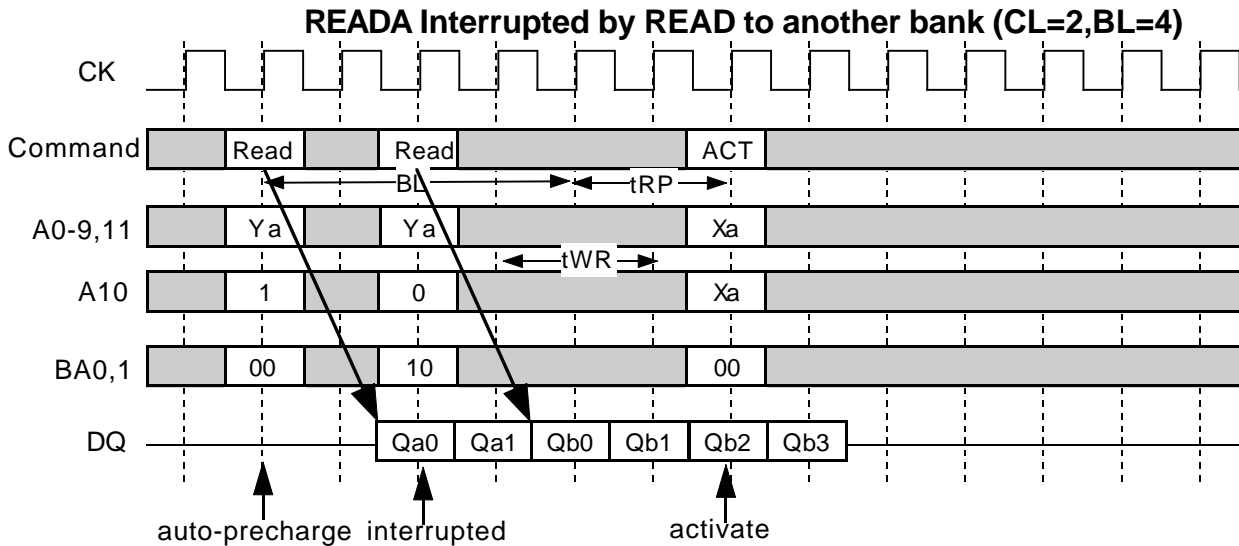 READA Interrupted by READ to another bank (CL=2,BL=4)
CK
Command Read Read ACT
BL tRP
A0-9,11 Ya Ya Xa
tWR
A10 1 0 Xa
BA0,1 00 10 00
DQ Qa0 Qa1 Qb0 Qb1 Qb2 Qb3
auto-precharge interrupted activate